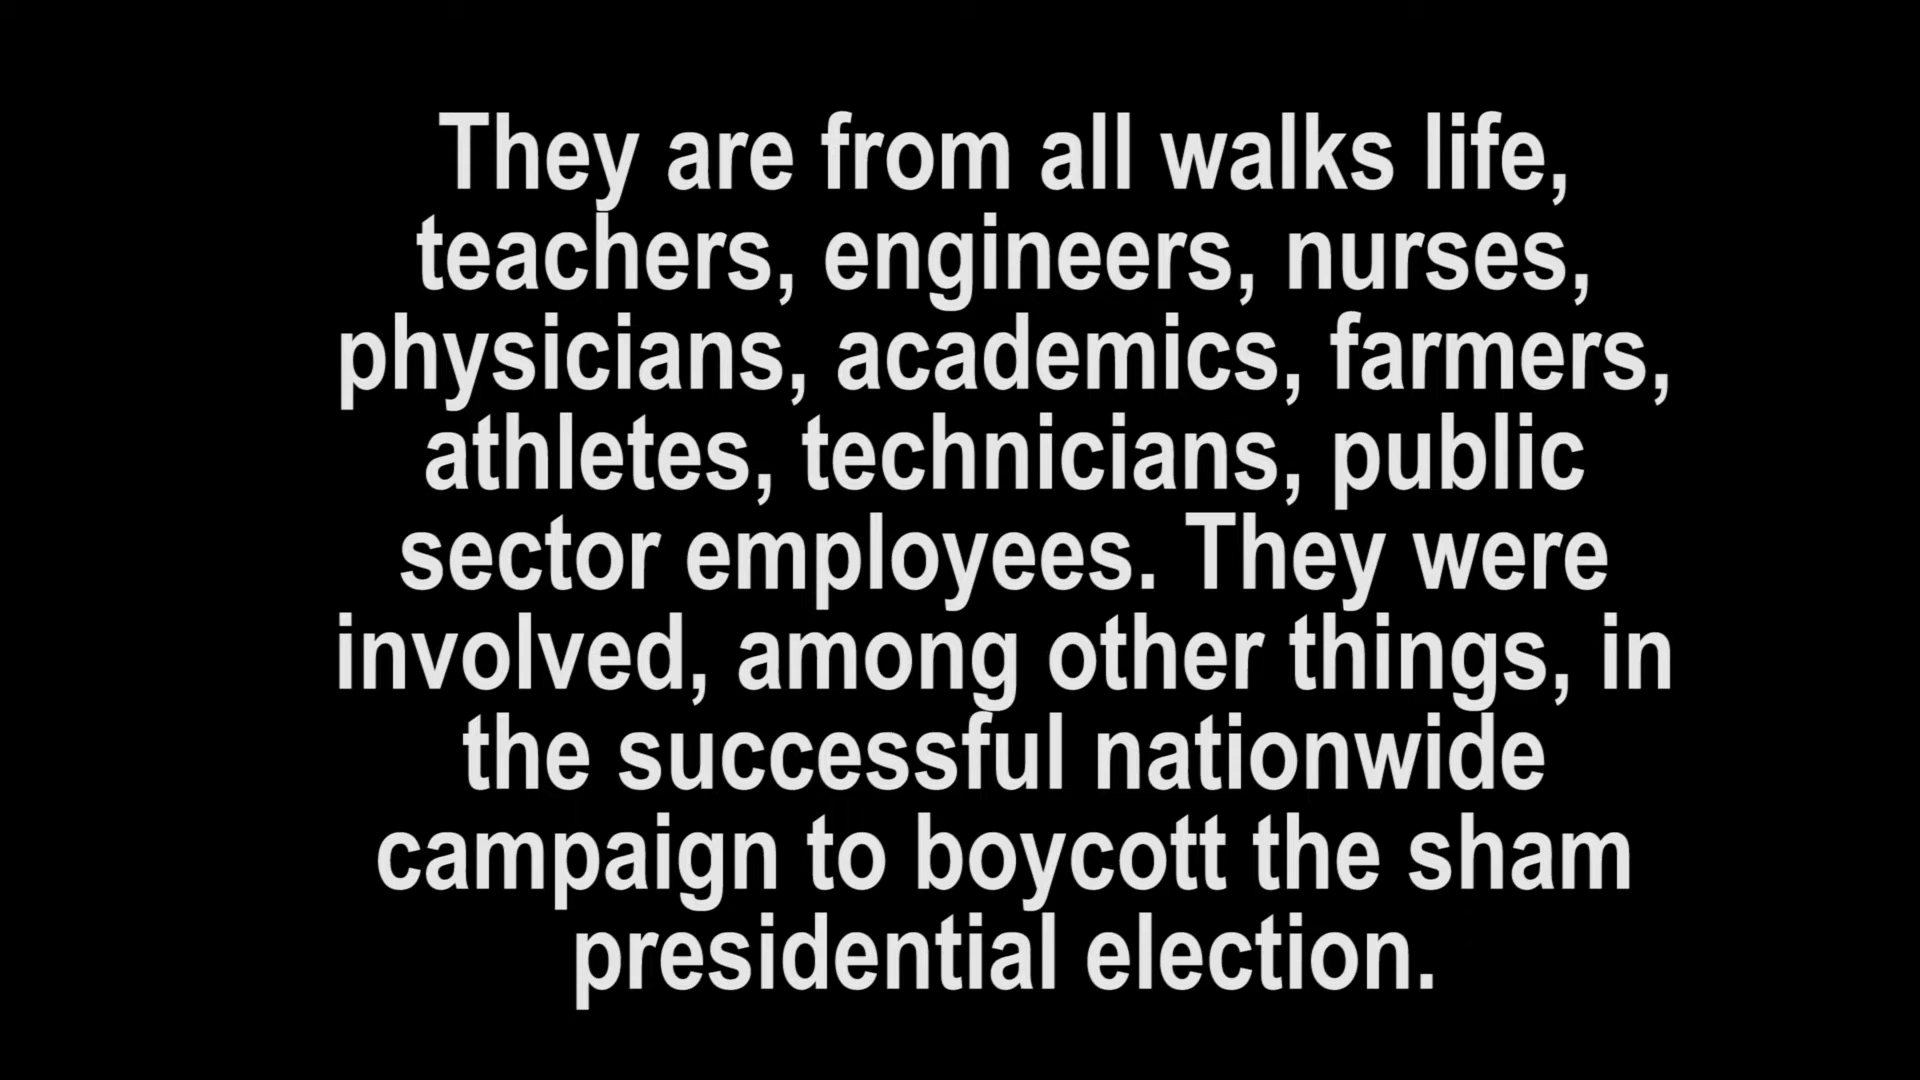 They are from all walks life,
teachers, engineers, nurses,
physicians, academics, farmers,
athletes, technicians, public
sector employees. They were
involved, among other things, in
the successful nationwide
campaign to boycott the sham
presidential election.